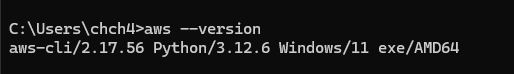 C:\Users\chch4>aws --version
aws-cli/2.17.56 Python/3.12.6 Windows/11 exe/AMD64